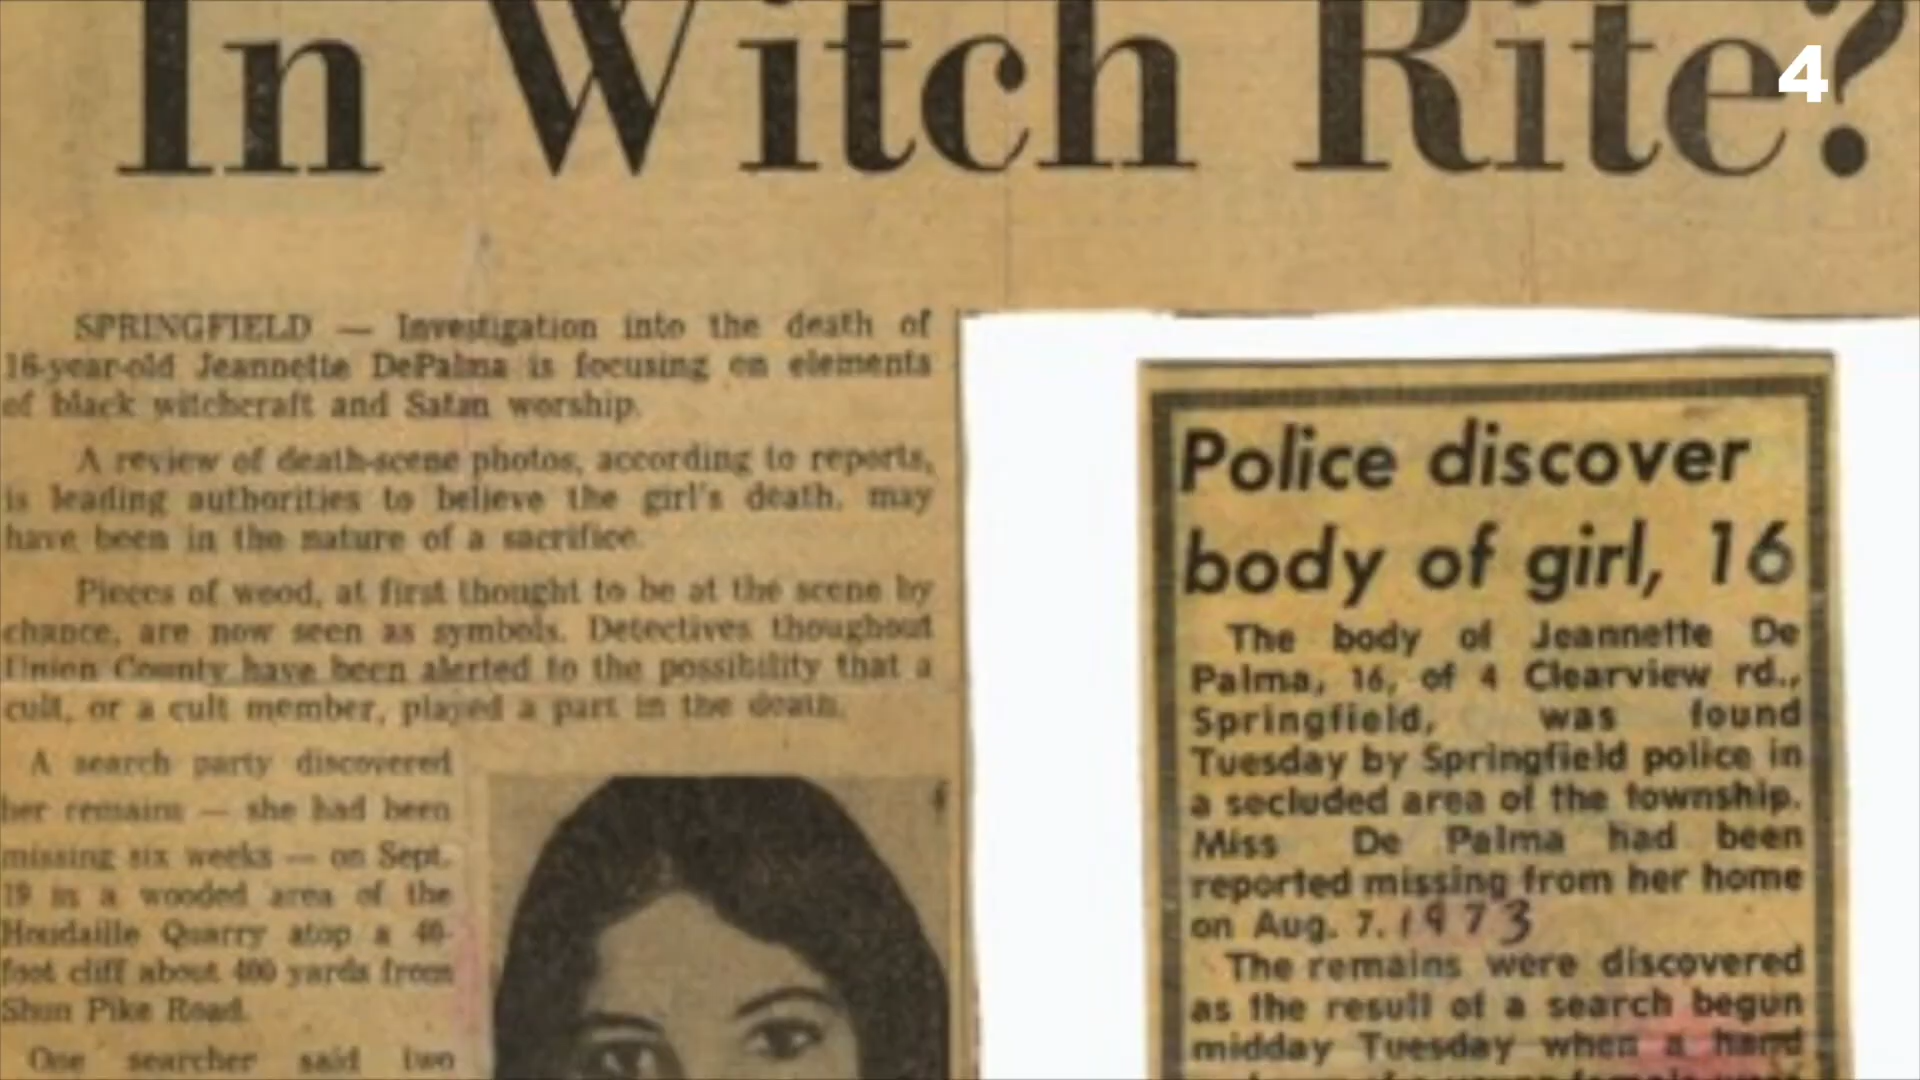 In Witch Rite?
4
SPRINGFIELD — Investigation into the death of
16-year-old Jeannette DePalma is focusing on elements
of black witchcraft and Satan worship.
A review of death-scene photos, according to reports,
is leading authorities to believe the girl's death, may
have been in the nature of a sacrifice.
Pieces of wood, at first thought to be at the scene by
chance, are now seen as symbols. Detectives thoughout
Union County have been alerted to the possibility that a
cult, or a cult member, played a part in the death.
A search party discovered
her remains — she had been
missing six weeks — on Sept.
19 in a wooded area of the
Houdaille Quarry atop a 40-
foot cliff about 400 yards from
Shun Pike Road.
One searcher said two
Police discover
body of girl, 16
The body of Jeannette De
Palma, 16, of 4 Clearview rd.,
Springfield, was found
Tuesday by Springfield police in
a secluded area of the township.
Miss De Palma had been
reported missing from her home
on Aug. 7. 1973
The remains were discovered
as the result of a search begun
midday Tuesday when a hand